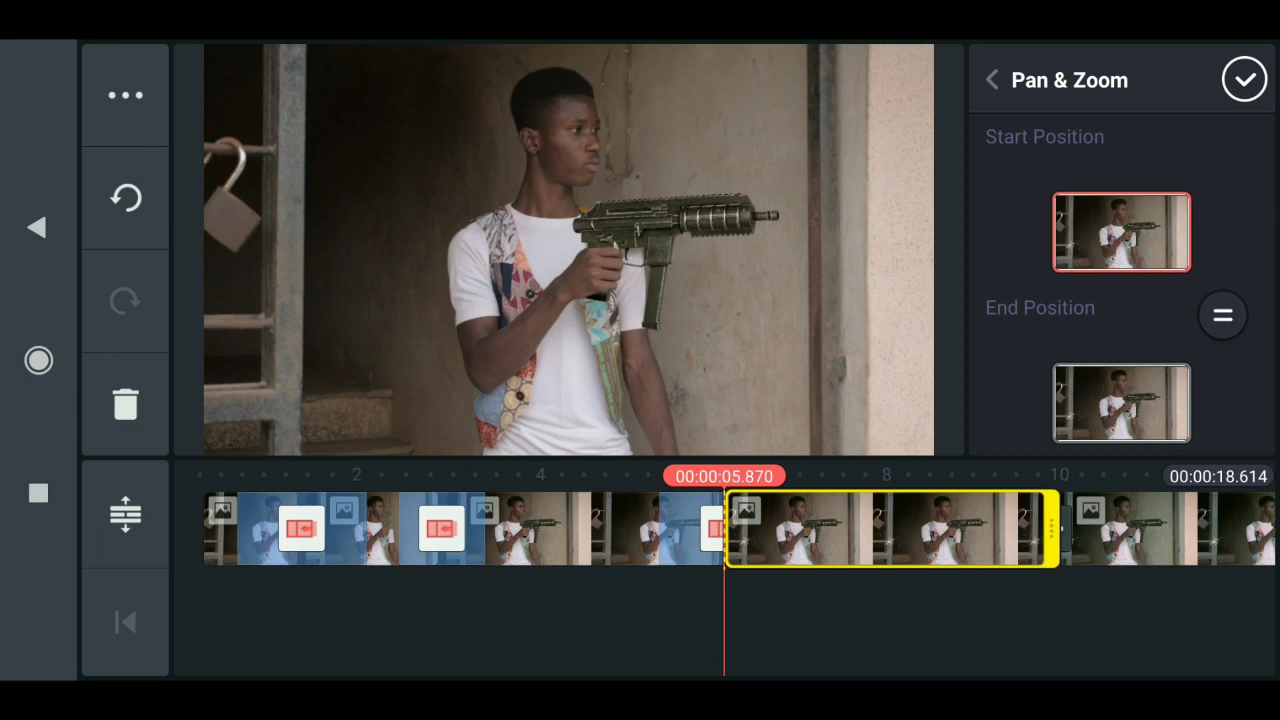 Pan & Zoom
Start Position
End Position
2
4
00:00:05.870
8
10
00:00:18.614